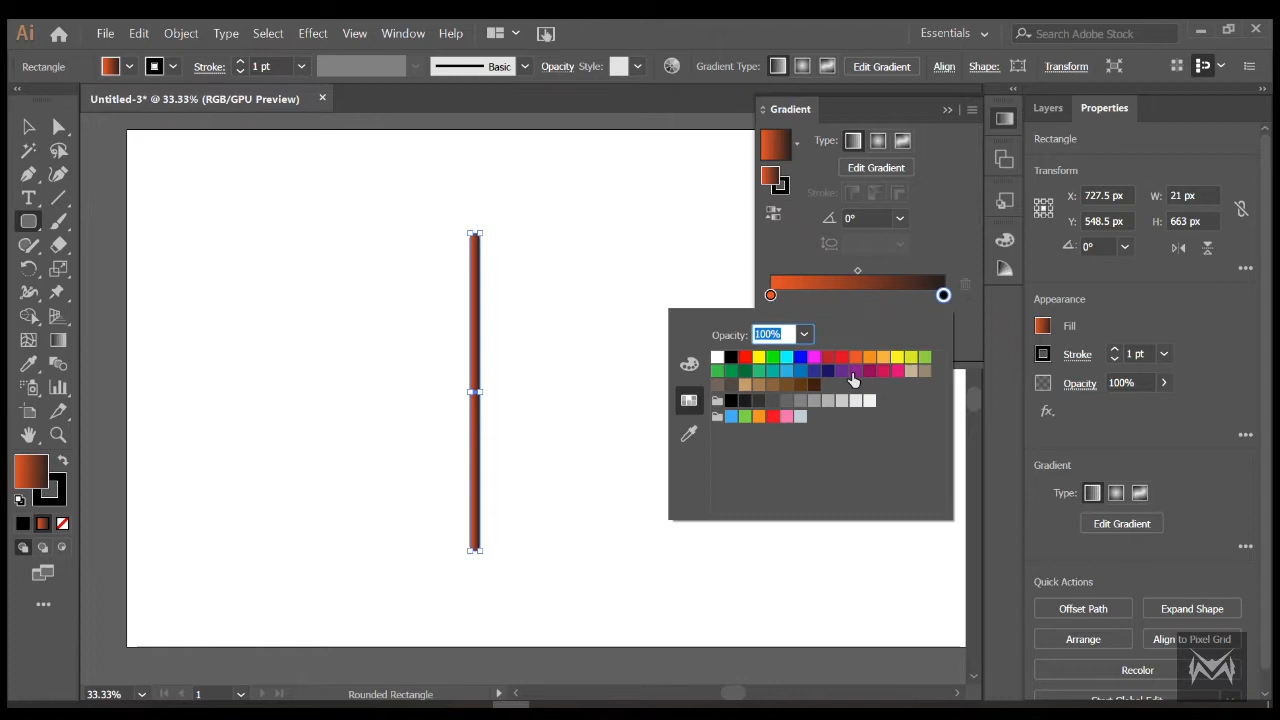 Ai File Edit Object Type Select Effect View Window Help Essentials Search Adobe Stock
Rectangle Stroke: 1 pt Basic Opacity Style: Gradient Type: Edit Gradient Align Shape: Transform
Untitled-3* @ 33.33% (RGB/GPU Preview)
Gradient
Type:
Edit Gradient
Stroke:
0°
Opacity: 100%
Layers Properties
Rectangle
Transform
X: 727.5 px W: 21 px
Y: 548.5 px H: 663 px
0°
Appearance
Fill
Stroke 1 pt
Opacity 100%
fx.
Gradient
Type:
Edit Gradient
Quick Actions
Offset Path Expand Shape
Arrange Align to Pixel Grid
Recolor
Start Global Edit
33.33% 1 Rounded Rectangle